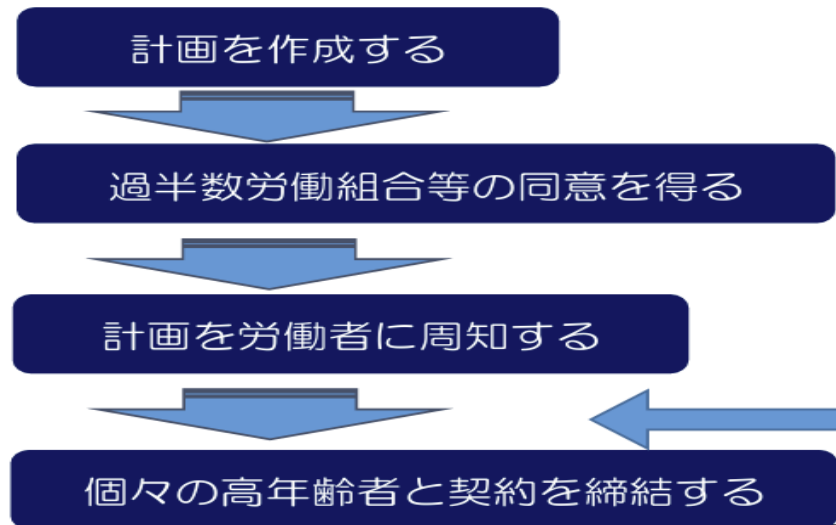 計画を作成する
過半数労働組合等の同意を得る
計画を労働者に周知する
個々の高年齢者と契約を締結する